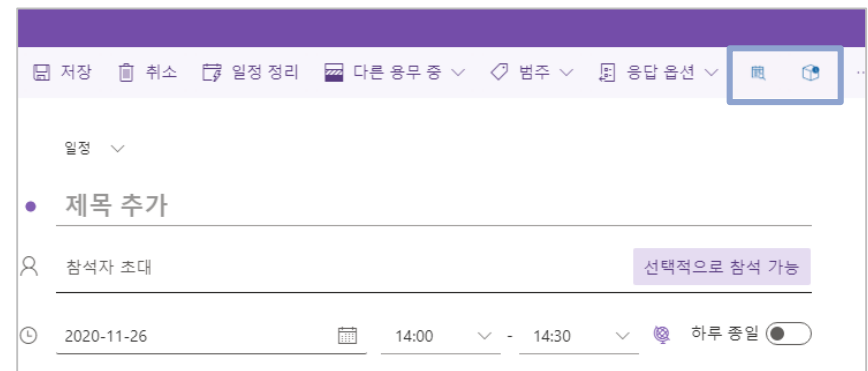 저장 취소 일정 정리 다른 용무 중 범주 응답 옵션 ...
일정
제목 추가
참석자 초대 선택적으로 참석 가능
2020-11-26 14:00 - 14:30 하루 종일